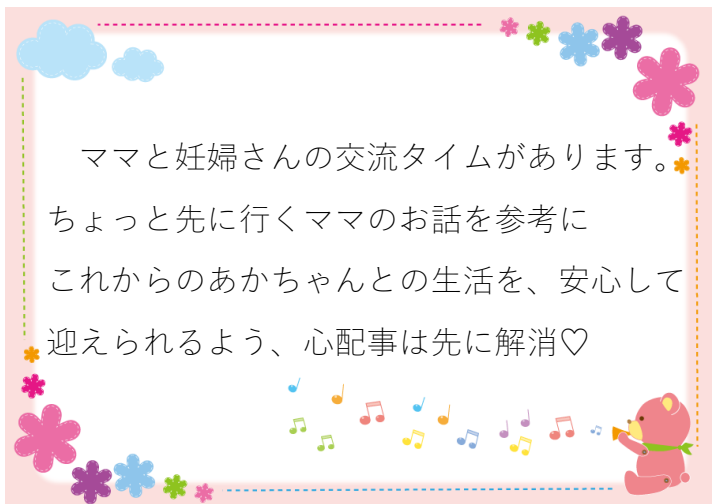 ママと妊婦さんの交流タイムがあります。
ちょっと先に行くママのお話を参考に
これからのあかちゃんとの生活を、安心して
迎えられるよう、心配事は先に解消♡